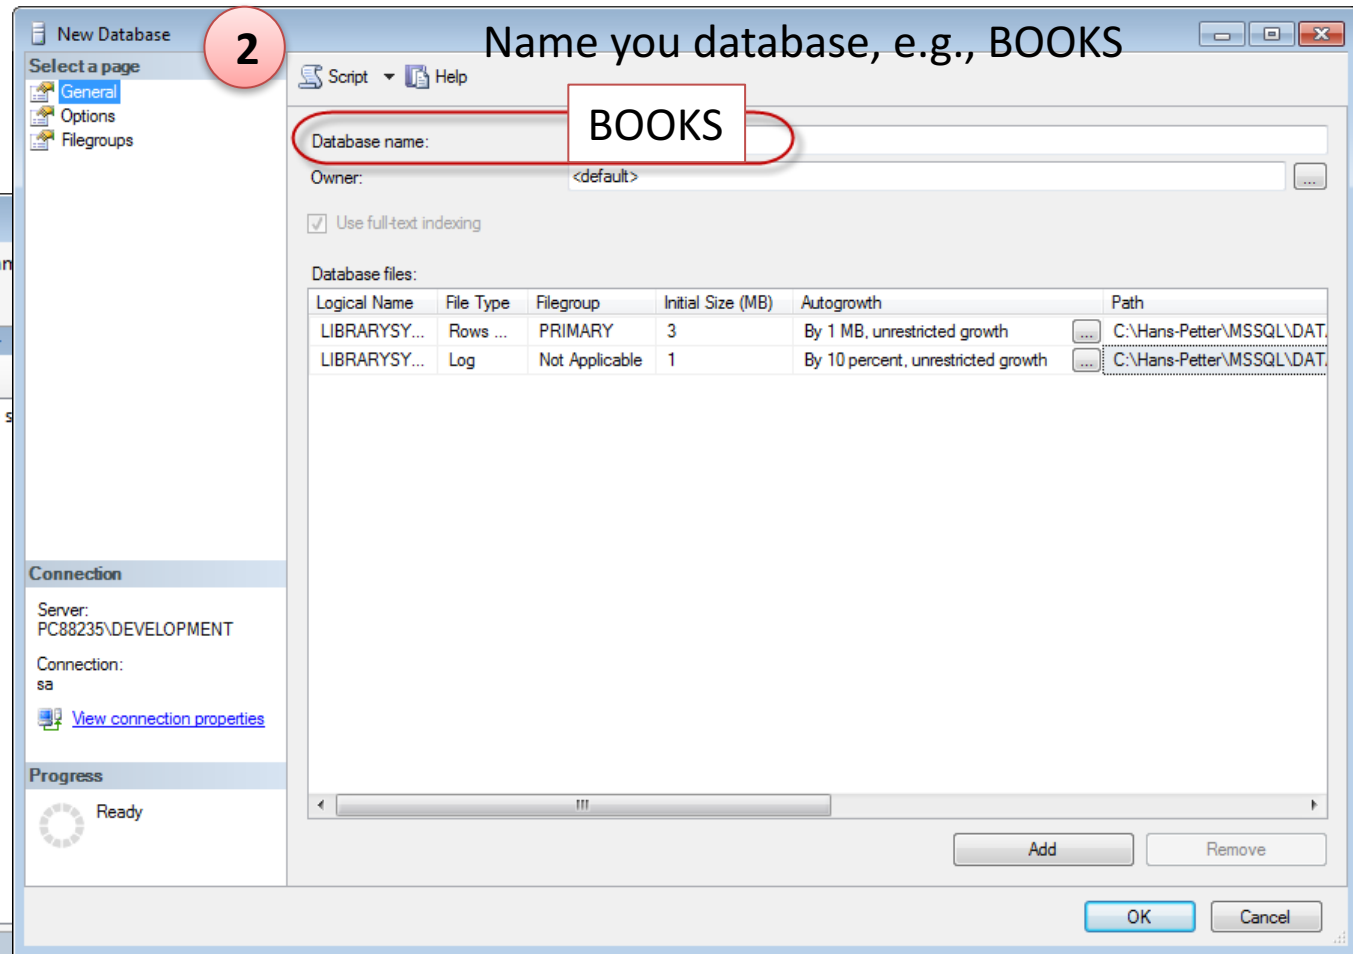 New Database
2
Name you database, e.g., BOOKS
Select a page
General
Options
Filegroups
Script
Help
Database name:
BOOKS
Owner:
<default>
...
Use full-text indexing
Database files:
Logical Name File Type Filegroup Initial Size (MB) Autogrowth Path
LIBRARYSY... Rows ... PRIMARY 3 By 1 MB, unrestricted growth ... C:\Hans-Petter\MSSQL\DAT
LIBRARYSY... Log Not Applicable 1 By 10 percent, unrestricted growth ... C:\Hans-Petter\MSSQL\DAT
Connection
Server:
PC88235\DEVELOPMENT
Connection:
sa
View connection properties
Progress
Ready
Add Remove
OK Cancel